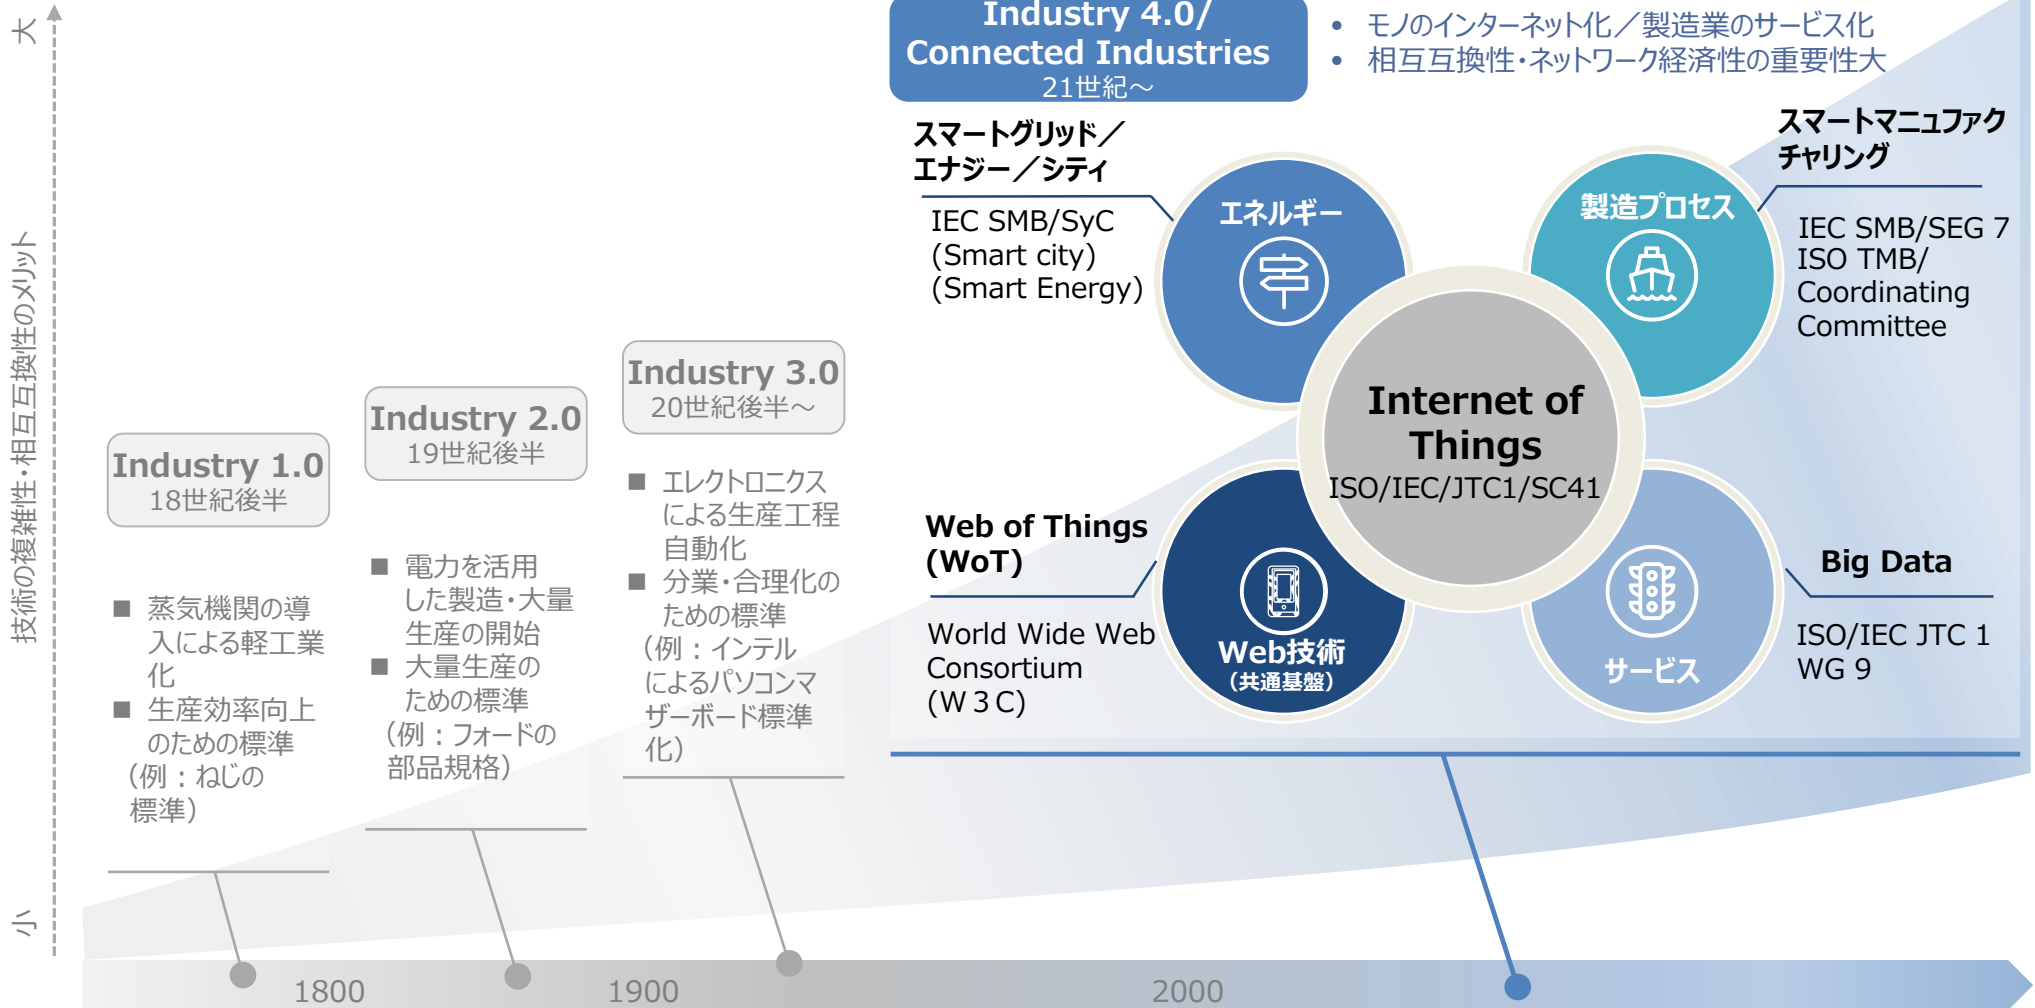 大
技術の複雑性・相互互換性のメリット
小
Industry 1.0
18世紀後半
■ 蒸気機関の導
入による軽工業
化
■ 生産効率向上
のための標準
（例：ねじの
標準）
Industry 2.0
19世紀後半
■ 電力を活用
した製造・大量
生産の開始
■ 大量生産の
ための標準
（例：フォードの
部品規格）
Industry 3.0
20世紀後半～
■ エレクトロニクス
による生産工程
自動化
■ 分業・合理化の
ための標準
（例：インテル
によるパソコンマ
ザーボード標準
化）
Industry 4.0/
Connected Industries
21世紀～
• モノのインターネット化／製造業のサービス化
• 相互互換性・ネットワーク経済性の重要性大
スマートグリッド／
エナジー／シティ
IEC SMB/SyC
(Smart city)
(Smart Energy)
エネルギー
製造プロセス
スマートマニュファク
チャリング
IEC SMB/SEG 7
ISO TMB/
Coordinating
Committee
Internet of
Things
ISO/IEC/JTC1/SC41
Web of Things
(WoT)
World Wide Web
Consortium
(W３C)
Web技術
（共通基盤）
サービス
Big Data
ISO/IEC JTC 1
WG 9
1800
1900
2000